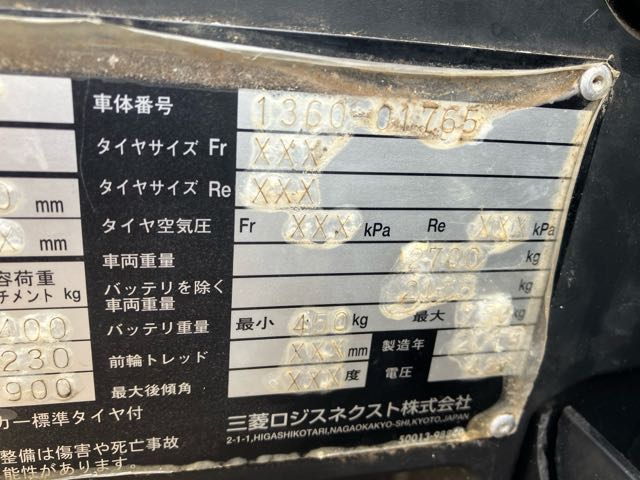 車体番号 1360-01765
タイヤサイズ Fr XXX
タイヤサイズ Re XXX
mm タイヤ空気圧 Fr XXX kPa Re XXX kPa
mm 車両重量 2700 kg
容荷重 バッテリを除く
チメント kg 車両重量 kg
400 バッテリ重量 最小 450 kg 最大
230 前輪トレッド XXX mm 製造年
900 最大後傾角 XXX 度 電圧
カー標準タイヤ付 三菱ロジスネクスト株式会社
2-1-1,HIGASHIKOTARI,NAGAOKAKYO-SHI,KYOTO,JAPAN
整備は傷害や死亡事故
能性があります。